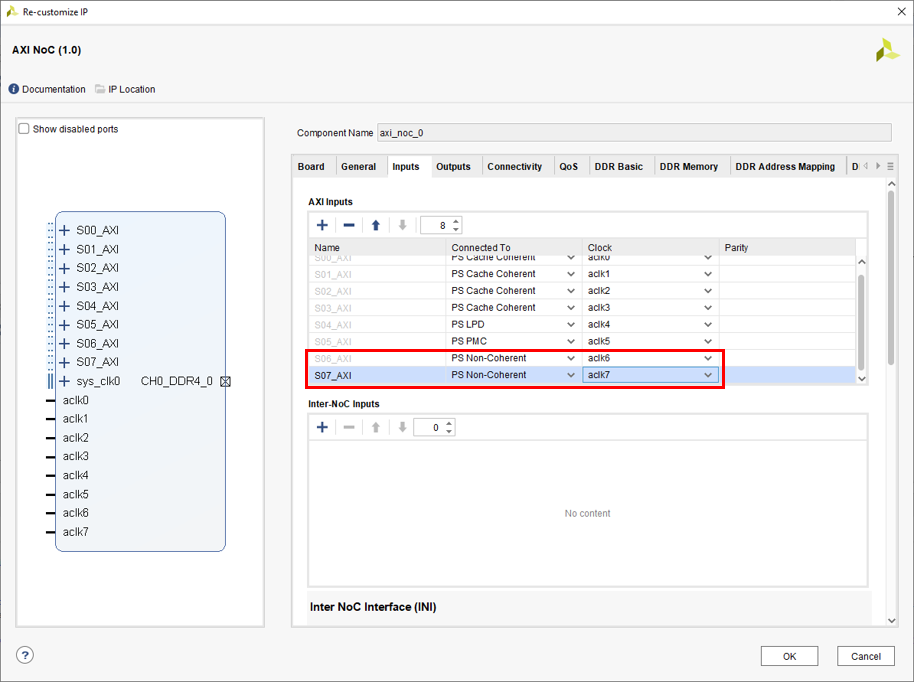 Re-customize IP
AXI NoC (1.0)
Documentation IP Location
Show disabled ports
S00_AXI
S01_AXI
S02_AXI
S03_AXI
S04_AXI
S05_AXI
S06_AXI
S07_AXI
sys_clk0 CH0_DDR4_0
aclk0
aclk1
aclk2
aclk3
aclk4
aclk5
aclk6
aclk7
Component Name axi_noc_0
Board General Inputs Outputs Connectivity QoS DDR Basic DDR Memory DDR Address Mapping D
AXI Inputs
8
Name Connected To Clock Parity
S00_AXI PS Cache Coherent aclk0
S01_AXI PS Cache Coherent aclk1
S02_AXI PS Cache Coherent aclk2
S03_AXI PS Cache Coherent aclk3
S04_AXI PS LPD aclk4
S05_AXI PS PMC aclk5
S06_AXI PS Non-Coherent aclk6
S07_AXI PS Non-Coherent aclk7
Inter-NoC Inputs
0
No content
Inter NoC Interface (INI)
? OK Cancel